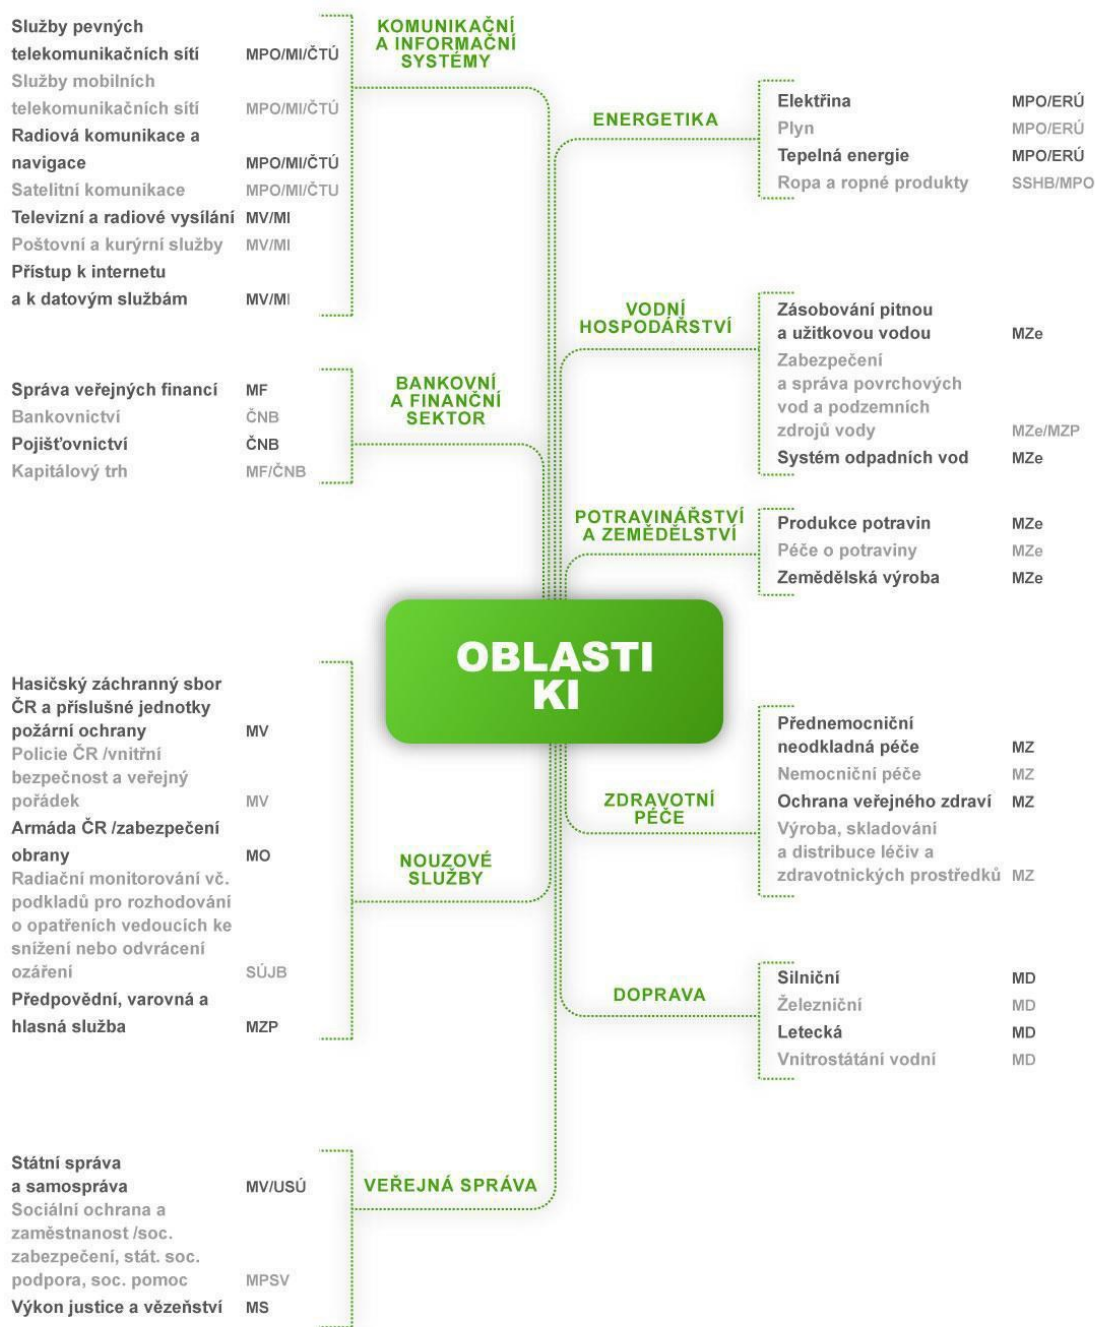 Služby pevných
telekomunikačních sítí MPO/MI/ČTÚ
Služby mobilních
telekomunikačních sítí MPO/MI/ČTÚ
Radiová komunikace a
navigace MPO/MI/ČTÚ
Satelitní komunikace MPO/MI/ČTU
Televizní a radiové vysílání MV/MI
Poštovní a kurýrní služby MV/MI
Přístup k internetu
a k datovým službám MV/MI
KOMUNIKAČNÍ
A INFORMAČNÍ
SYSTÉMY
Správa veřejných financí MF
Bankovnictví ČNB
Pojišťovnictví ČNB
Kapitálový trh MF/ČNB
BANKOVNÍ
A FINANČNÍ
SEKTOR
ENERGETIKA
Elektřina MPO/ERÚ
Plyn MPO/ERÚ
Tepelná energie MPO/ERÚ
Ropa a ropné produkty SSHB/MPO
VODNÍ
HOSPODÁŘSTVÍ
Zásobování pitnou
a užitkovou vodou MZe
Zabezpečení
a správa povrchových
vod a podzemních
zdrojů vody MZe/MZP
Systém odpadních vod MZe
POTRAVINÁŘSTVÍ
A ZEMĚDĚLSTVÍ
Produkce potravin MZe
Péče o potraviny MZe
Zemědělská výroba MZe
OBLASTI
KI
Hasičský záchranný sbor
ČR a příslušné jednotky
požární ochrany MV
Policie ČR /vnitřní
bezpečnost a veřejný
pořádek MV
Armáda ČR /zabezpečení
obrany MO
Radiační monitorování vč.
podkladů pro rozhodování
o opatřeních vedoucích ke
snížení nebo odvrácení
ozáření SÚJB
Předpovědní, varovná a
hlasná služba MZP
NOUZOVÉ
SLUŽBY
ZDRAVOTNÍ
PÉČE
Přednemocniční
neodkladná péče MZ
Nemocniční péče MZ
Ochrana veřejného zdraví MZ
Výroba, skladování
a distribuce léčiv a
zdravotnických prostředků MZ
DOPRAVA
Silniční MD
Železniční MD
Letecká MD
Vnitrostátání vodní MD
Státní správa
a samospráva MV/USÚ
Sociální ochrana a
zaměstnanost /soc.
zabezpečení, stát. soc.
podpora, soc. pomoc MPSV
Výkon justice a vězeňství MS
VEŘEJNÁ SPRÁVA